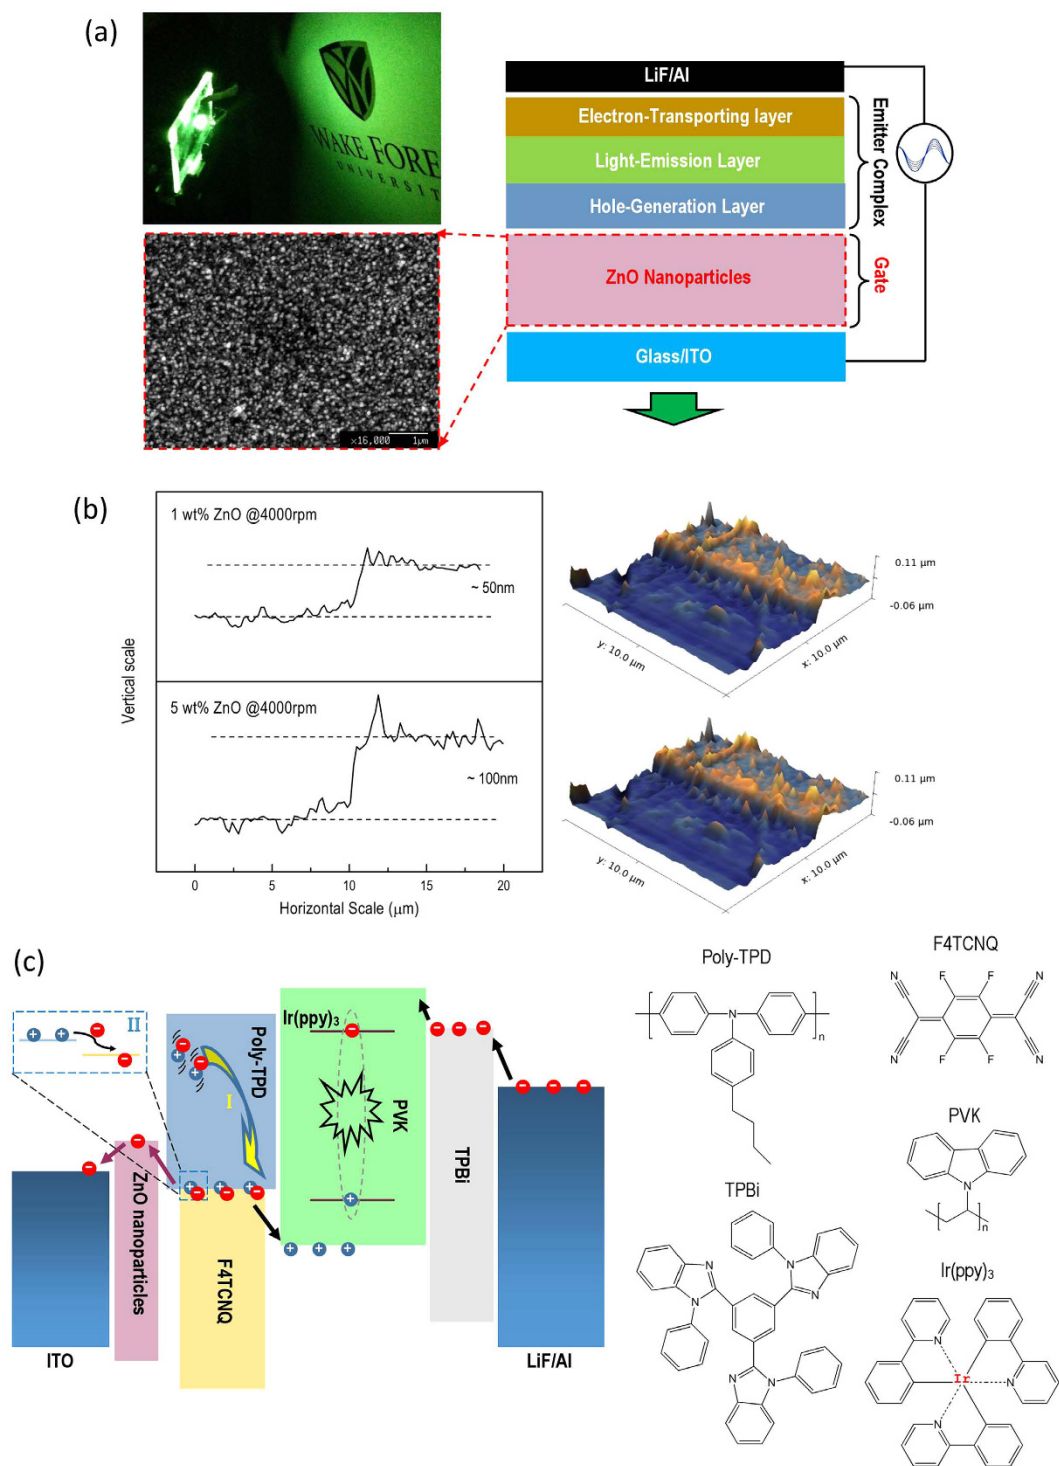 (a)
WAKE FORE
UNIVERSIT
×16,000 1μm
LiF/Al
Electron-Transporting layer
Light-Emission Layer
Hole-Generation Layer
Emitter Complex
ZnO Nanoparticles
Gate
Glass/ITO
(b)
1 wt% ZnO @4000rpm
~ 50nm
5 wt% ZnO @4000rpm
~ 100nm
Vertical scale
0 5 10 15 20
Horizontal Scale (μm)
0.11 μm
-0.06 μm
y: 10.0 μm
x: 10.0 μm
0.11 μm
-0.06 μm
y: 10.0 μm
x: 10.0 μm
(c)
II
I
Poly-TPD
Ir(ppy)3
PVK
TPBi
ZnO nanoparticles
F4TCNQ
ITO
LiF/Al
Poly-TPD
N
n
F4TCNQ
N N
F F
F F
N N
PVK
N
n
TPBi
N N
N N
N
N
Ir(ppy)3
N
Ir N
N